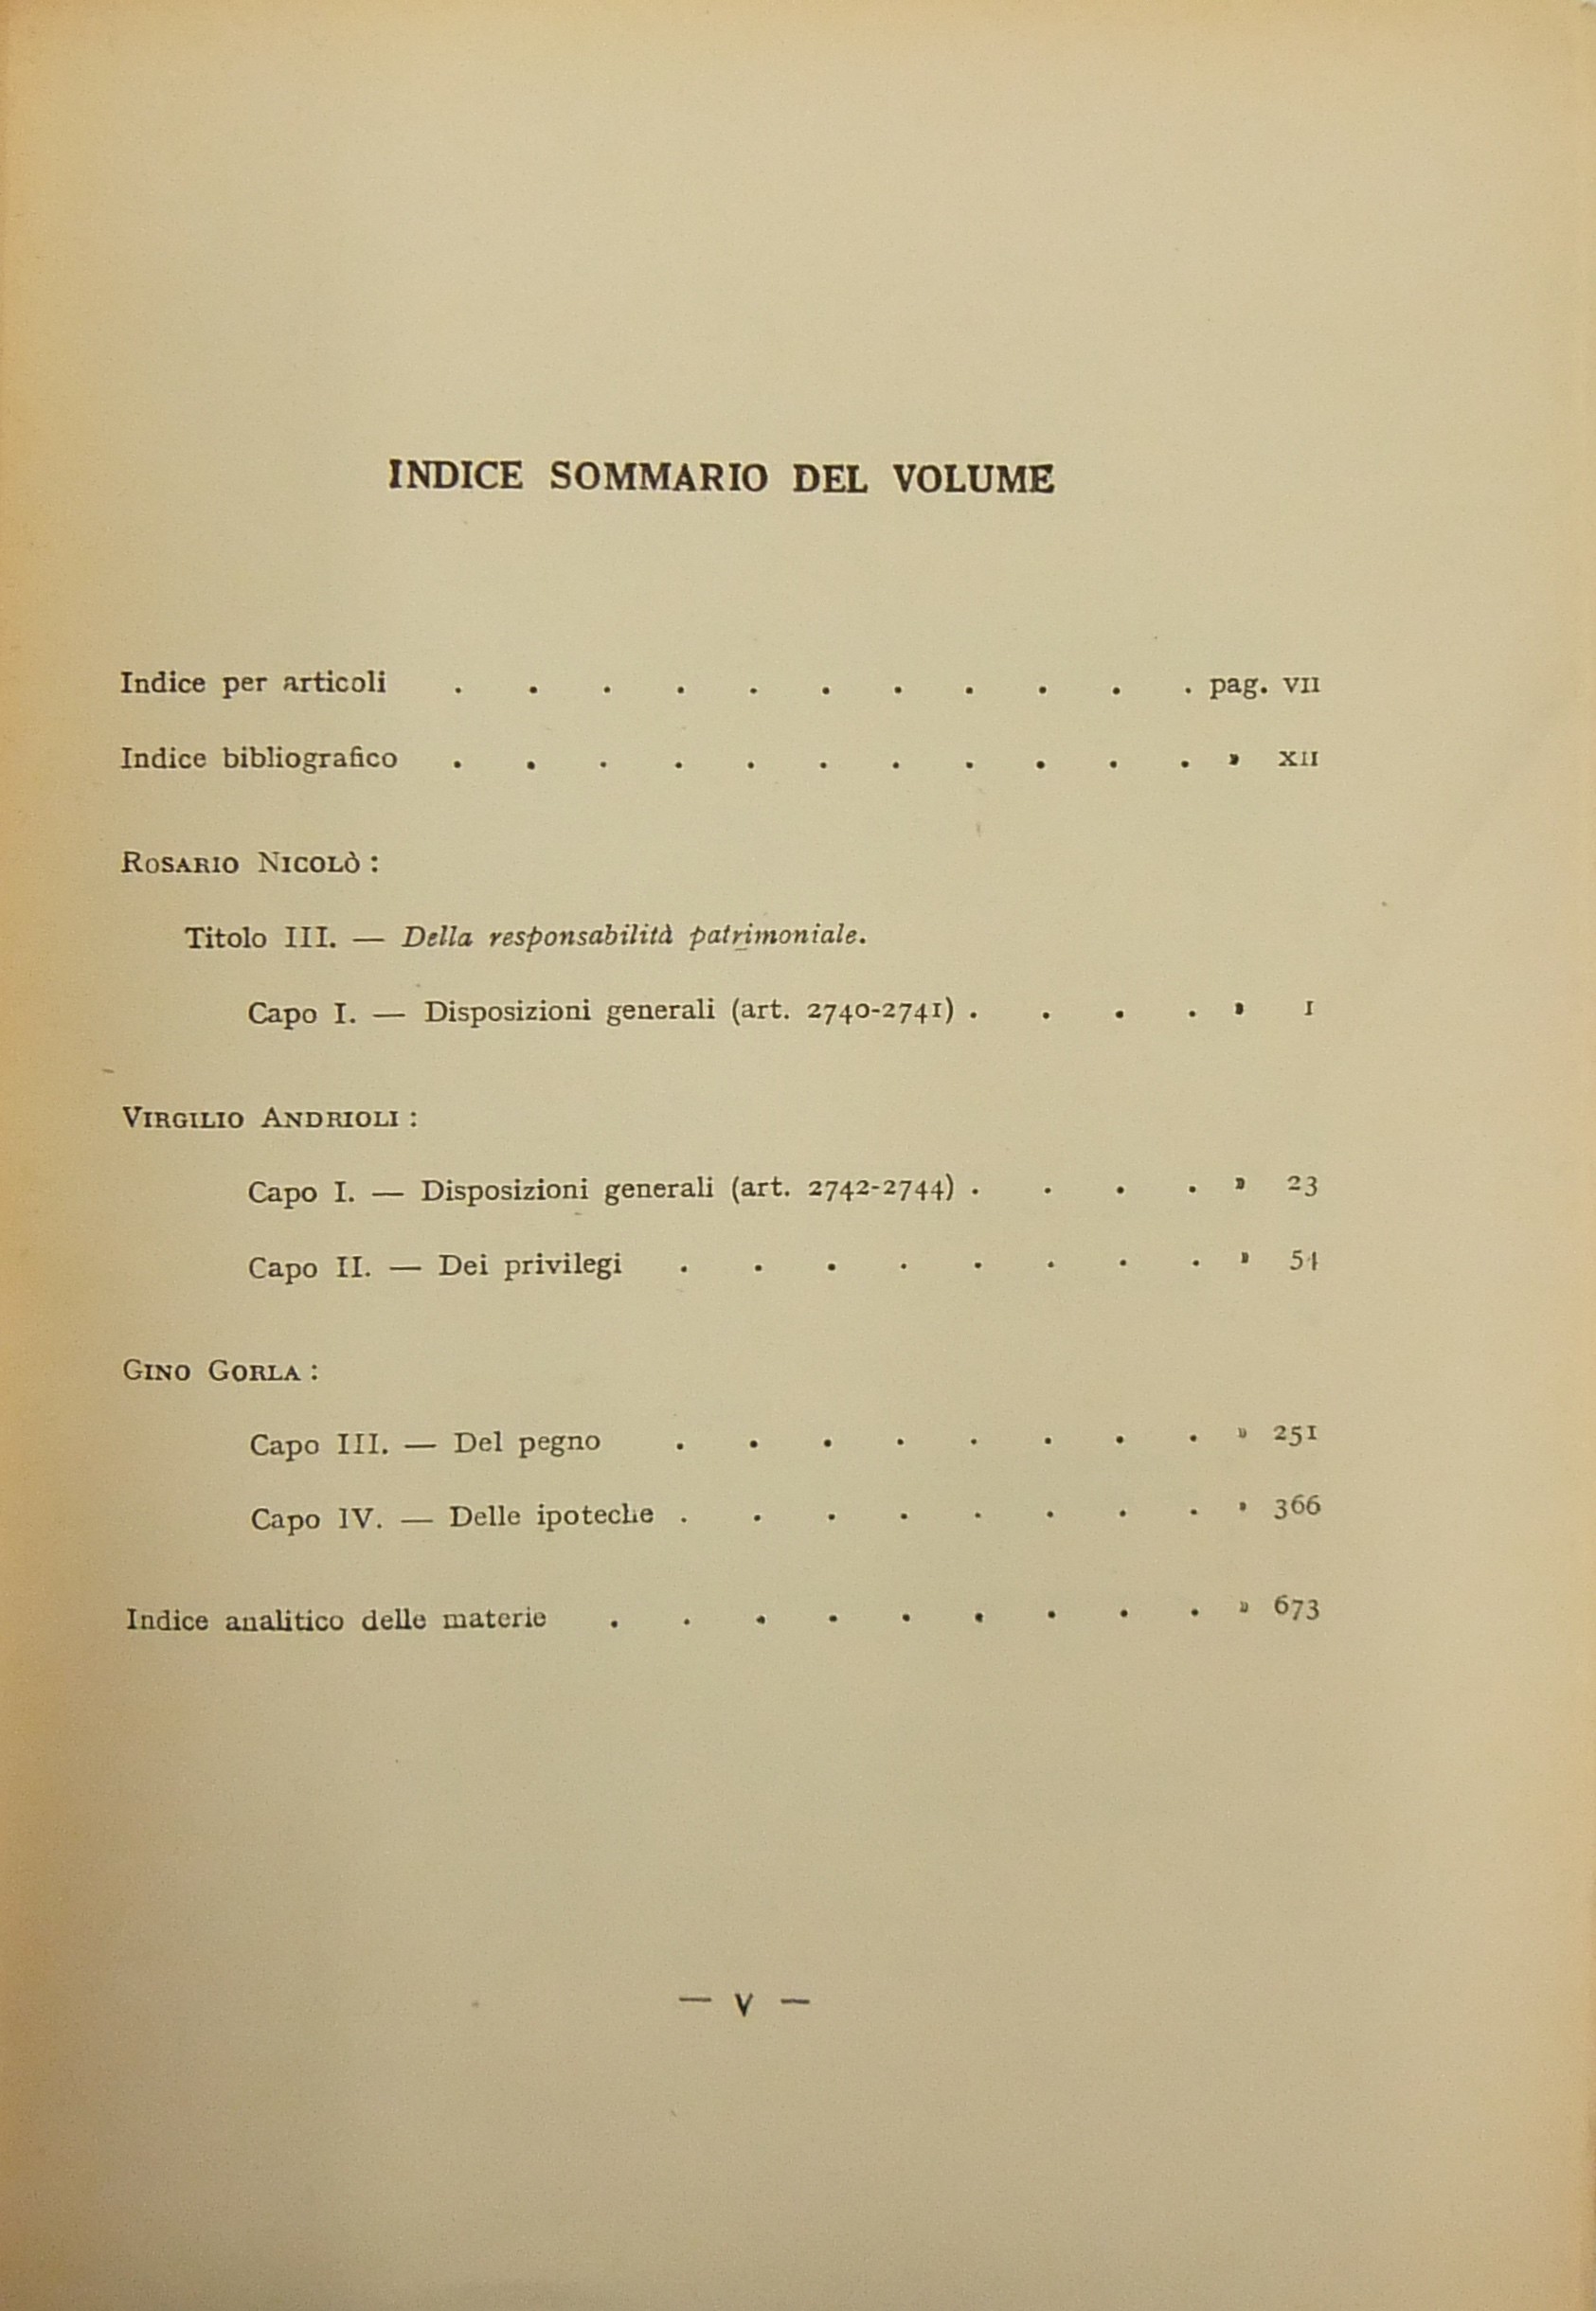 INDICE SOMMARIO DEL VOLUME
Indice per articoli . . . . . . . . . . . pag. VII
Indice bibliografico . . . . . . . . . . . » XII
ROSARIO NICOLÒ :
Titolo III. — Della responsabilità patrimoniale.
Capo I. — Disposizioni generali (art. 2740-2741) . . . . » 1
VIRGILIO ANDRIOLI :
Capo I. — Disposizioni generali (art. 2742-2744) . . . . » 23
Capo II. — Dei privilegi . . . . . . . . » 54
GINO GORLA :
Capo III. — Del pegno . . . . . . . . » 251
Capo IV. — Delle ipoteche . . . . . . . . » 366
Indice analitico delle materie . . . . . . . . . » 673
— V —